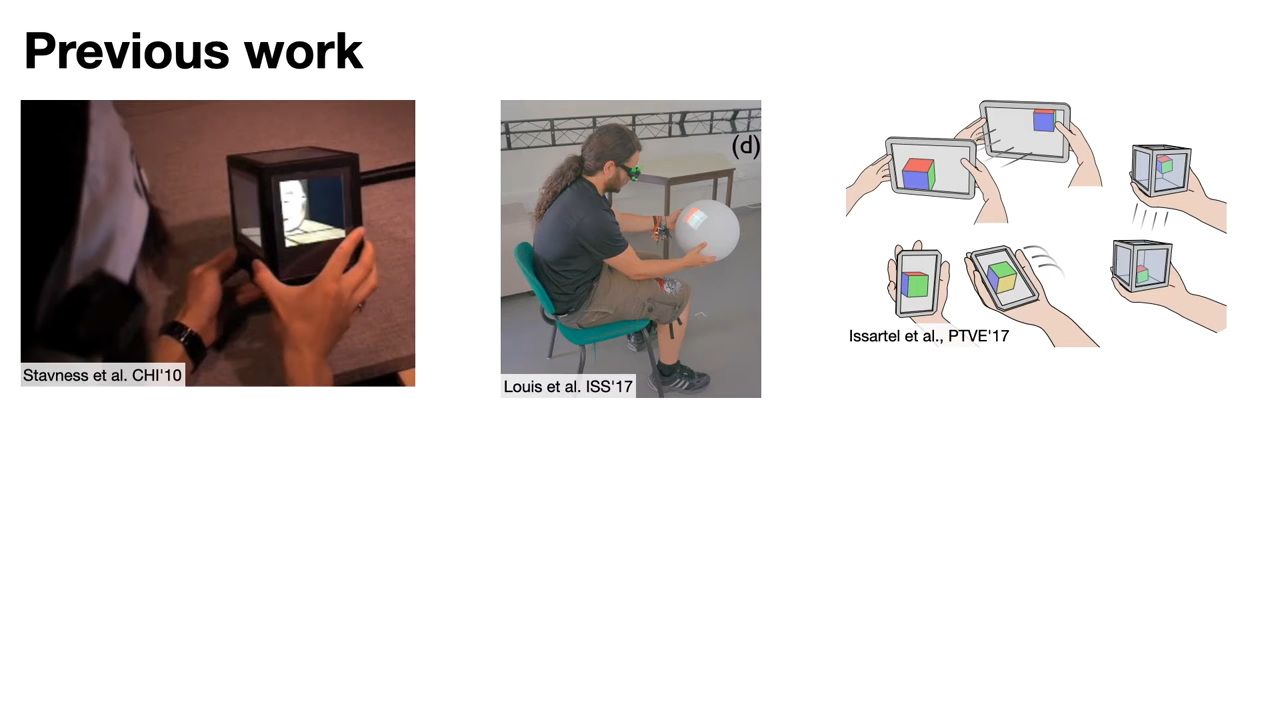 Previous work
(d)
Stavness et al. CHI'10
Louis et al. ISS'17
Issartel et al., PTVE'17